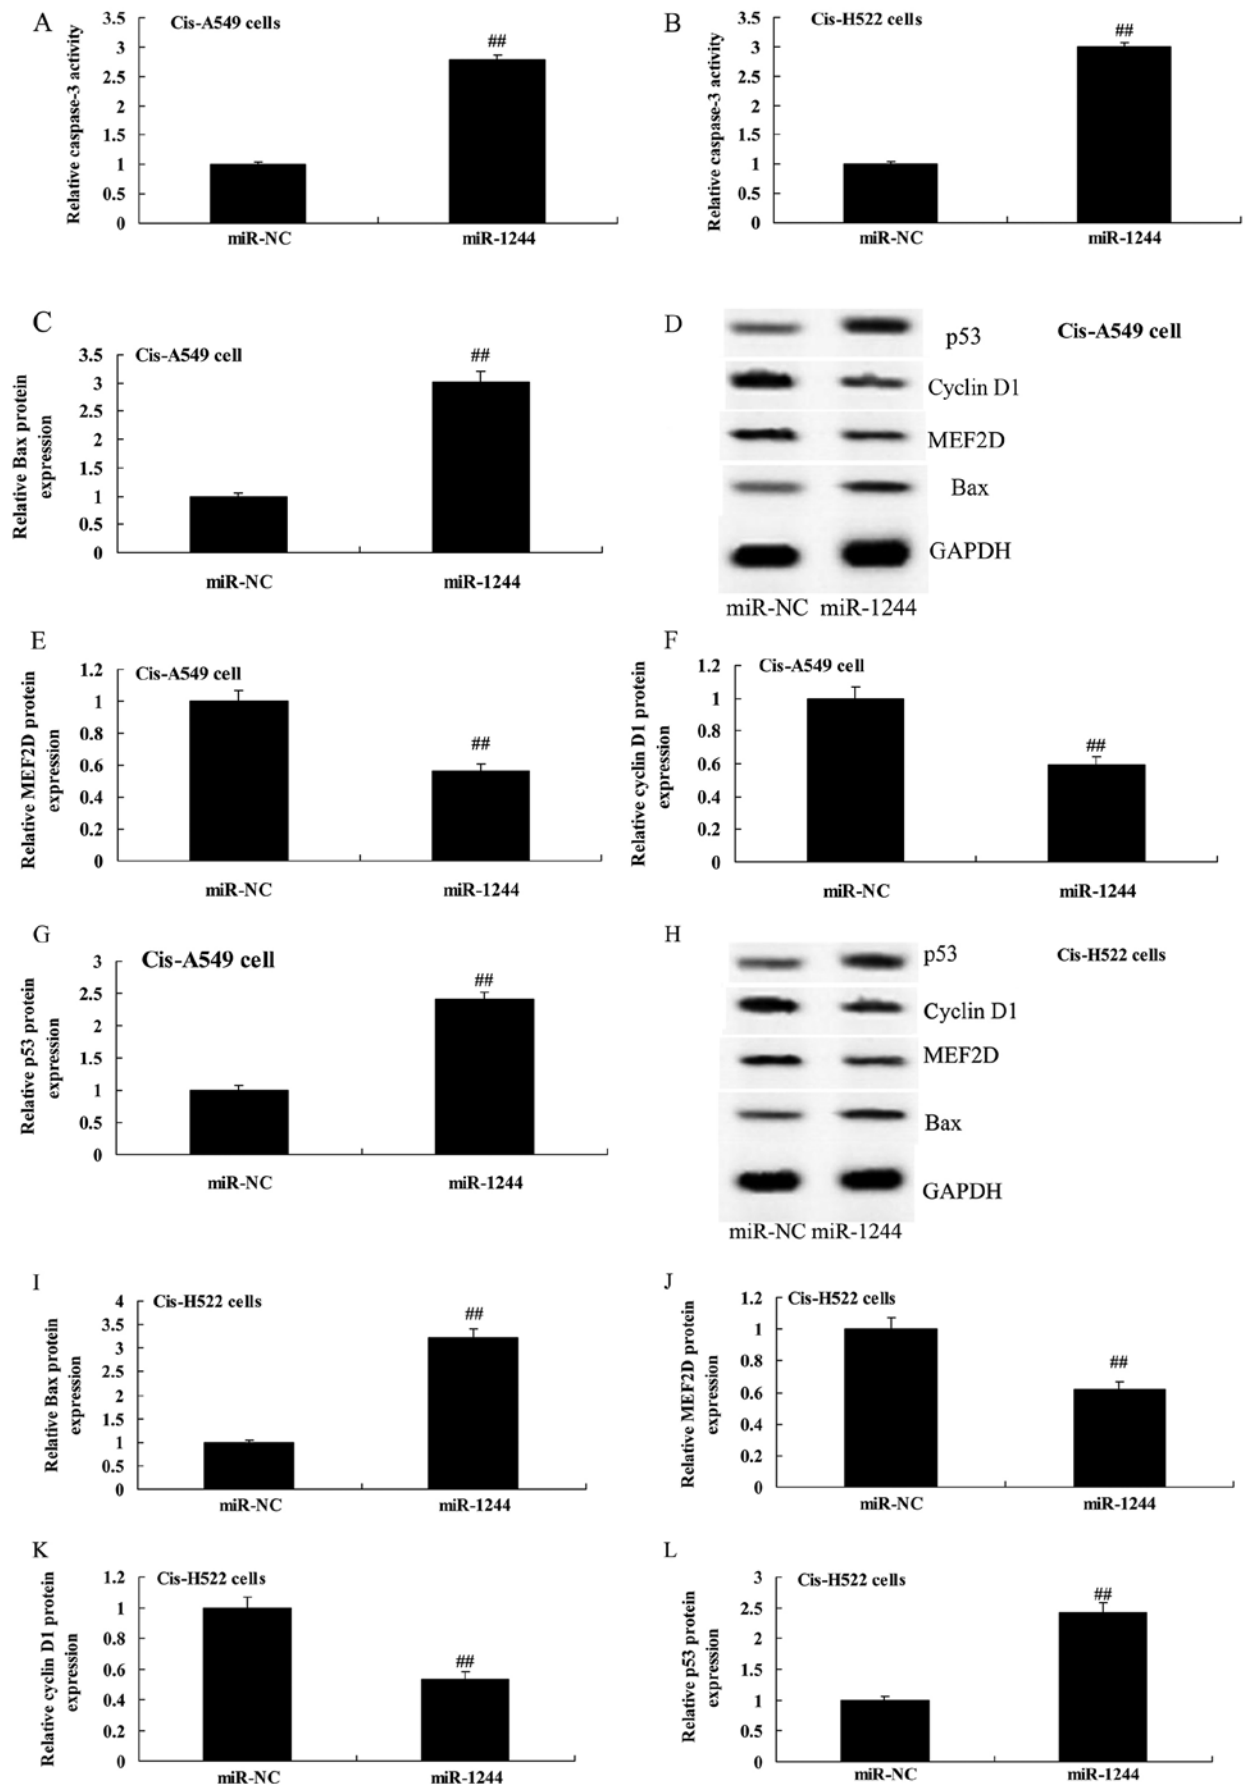 A
Cis-A549 cells
Relative caspase-3 activity
3.5
3
2.5
2
1.5
1
0.5
0
##
miR-NC
miR-1244
B
Cis-H522 cells
Relative caspase-3 activity
3.5
3
2.5
2
1.5
1
0.5
0
##
miR-NC
miR-1244
C
Cis-A549 cell
Relative Bax protein
expression
3.5
3
2.5
2
1.5
1
0.5
0
##
miR-NC
miR-1244
D
Cis-A549 cell
p53
Cyclin D1
MEF2D
Bax
GAPDH
miR-NC miR-1244
E
Cis-A549 cell
Relative MEF2D protein
expression
1.2
1
0.8
0.6
0.4
0.2
0
##
miR-NC
miR-1244
F
Cis-A549 cell
Relative cyclin D1 protein
expression
1.2
1
0.8
0.6
0.4
0.2
0
##
miR-NC
miR-1244
G
Cis-A549 cell
Relative p53 protein
expression
3
2.5
2
1.5
1
0.5
0
##
miR-NC
miR-1244
H
Cis-H522 cells
p53
Cyclin D1
MEF2D
Bax
GAPDH
miR-NC miR-1244
I
Cis-H522 cells
Relative Bax protein
expression
4
3.5
3
2.5
2
1.5
1
0.5
0
##
miR-NC
miR-1244
J
Cis-H522 cells
Relative MEF2D protein
expression
1.2
1
0.8
0.6
0.4
0.2
0
##
miR-NC
miR-1244
K
Cis-H522 cells
Relative cyclin D1 protein
expression
1.2
1
0.8
0.6
0.4
0.2
0
##
miR-NC
miR-1244
L
Cis-H522 cells
Relative p53 protein
expression
3
2.5
2
1.5
1
0.5
0
##
miR-NC
miR-1244